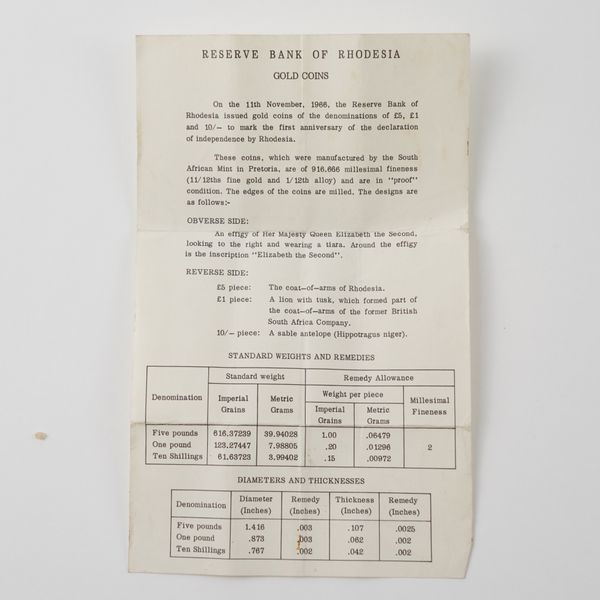 RESERVE BANK OF RHODESIA
GOLD COINS
On the 11th November, 1966, the Reserve Bank of
Rhodesia issued gold coins of the denominations of £5, £1
and 10/- to mark the first anniversary of the declaration
of independence by Rhodesia.
These coins, which were manufactured by the South
African Mint in Pretoria, are of 916.666 millesimal fineness
(11/12ths fine gold and 1/12th alloy) and are in "proof"
condition. The edges of the coins are milled. The designs are
as follows:-
OBVERSE SIDE:
An effigy of Her Majesty Queen Elizabeth the Second,
looking to the right and wearing a tiara. Around the effigy
is the inscription "Elizabeth the Second".
REVERSE SIDE:
£5 piece: The coat-of-arms of Rhodesia.
£1 piece: A lion with tusk, which formed part of
the coat-of-arms of the former British
South Africa Company.
10/- piece: A sable antelope (Hippotragus niger).
STANDARD WEIGHTS AND REMEDIES
Standard weight Remedy Allowance
Denomination Imperial Grains Metric Grams Weight per piece Millesimal Fineness
Imperial Grains Metric Grams
Five pounds 616.37239 39.94028 1.00 .06479
One pound 123.27447 7.98805 .20 .01296 2
Ten Shillings 61.63723 3.99402 .15 .00972
DIAMETERS AND THICKNESSES
Denomination Diameter (Inches) Remedy (Inches) Thickness (Inches) Remedy (Inches)
Five pounds 1.416 .003 .107 .0025
One pound .873 .003 .062 .002
Ten Shillings .767 .002 .042 .002